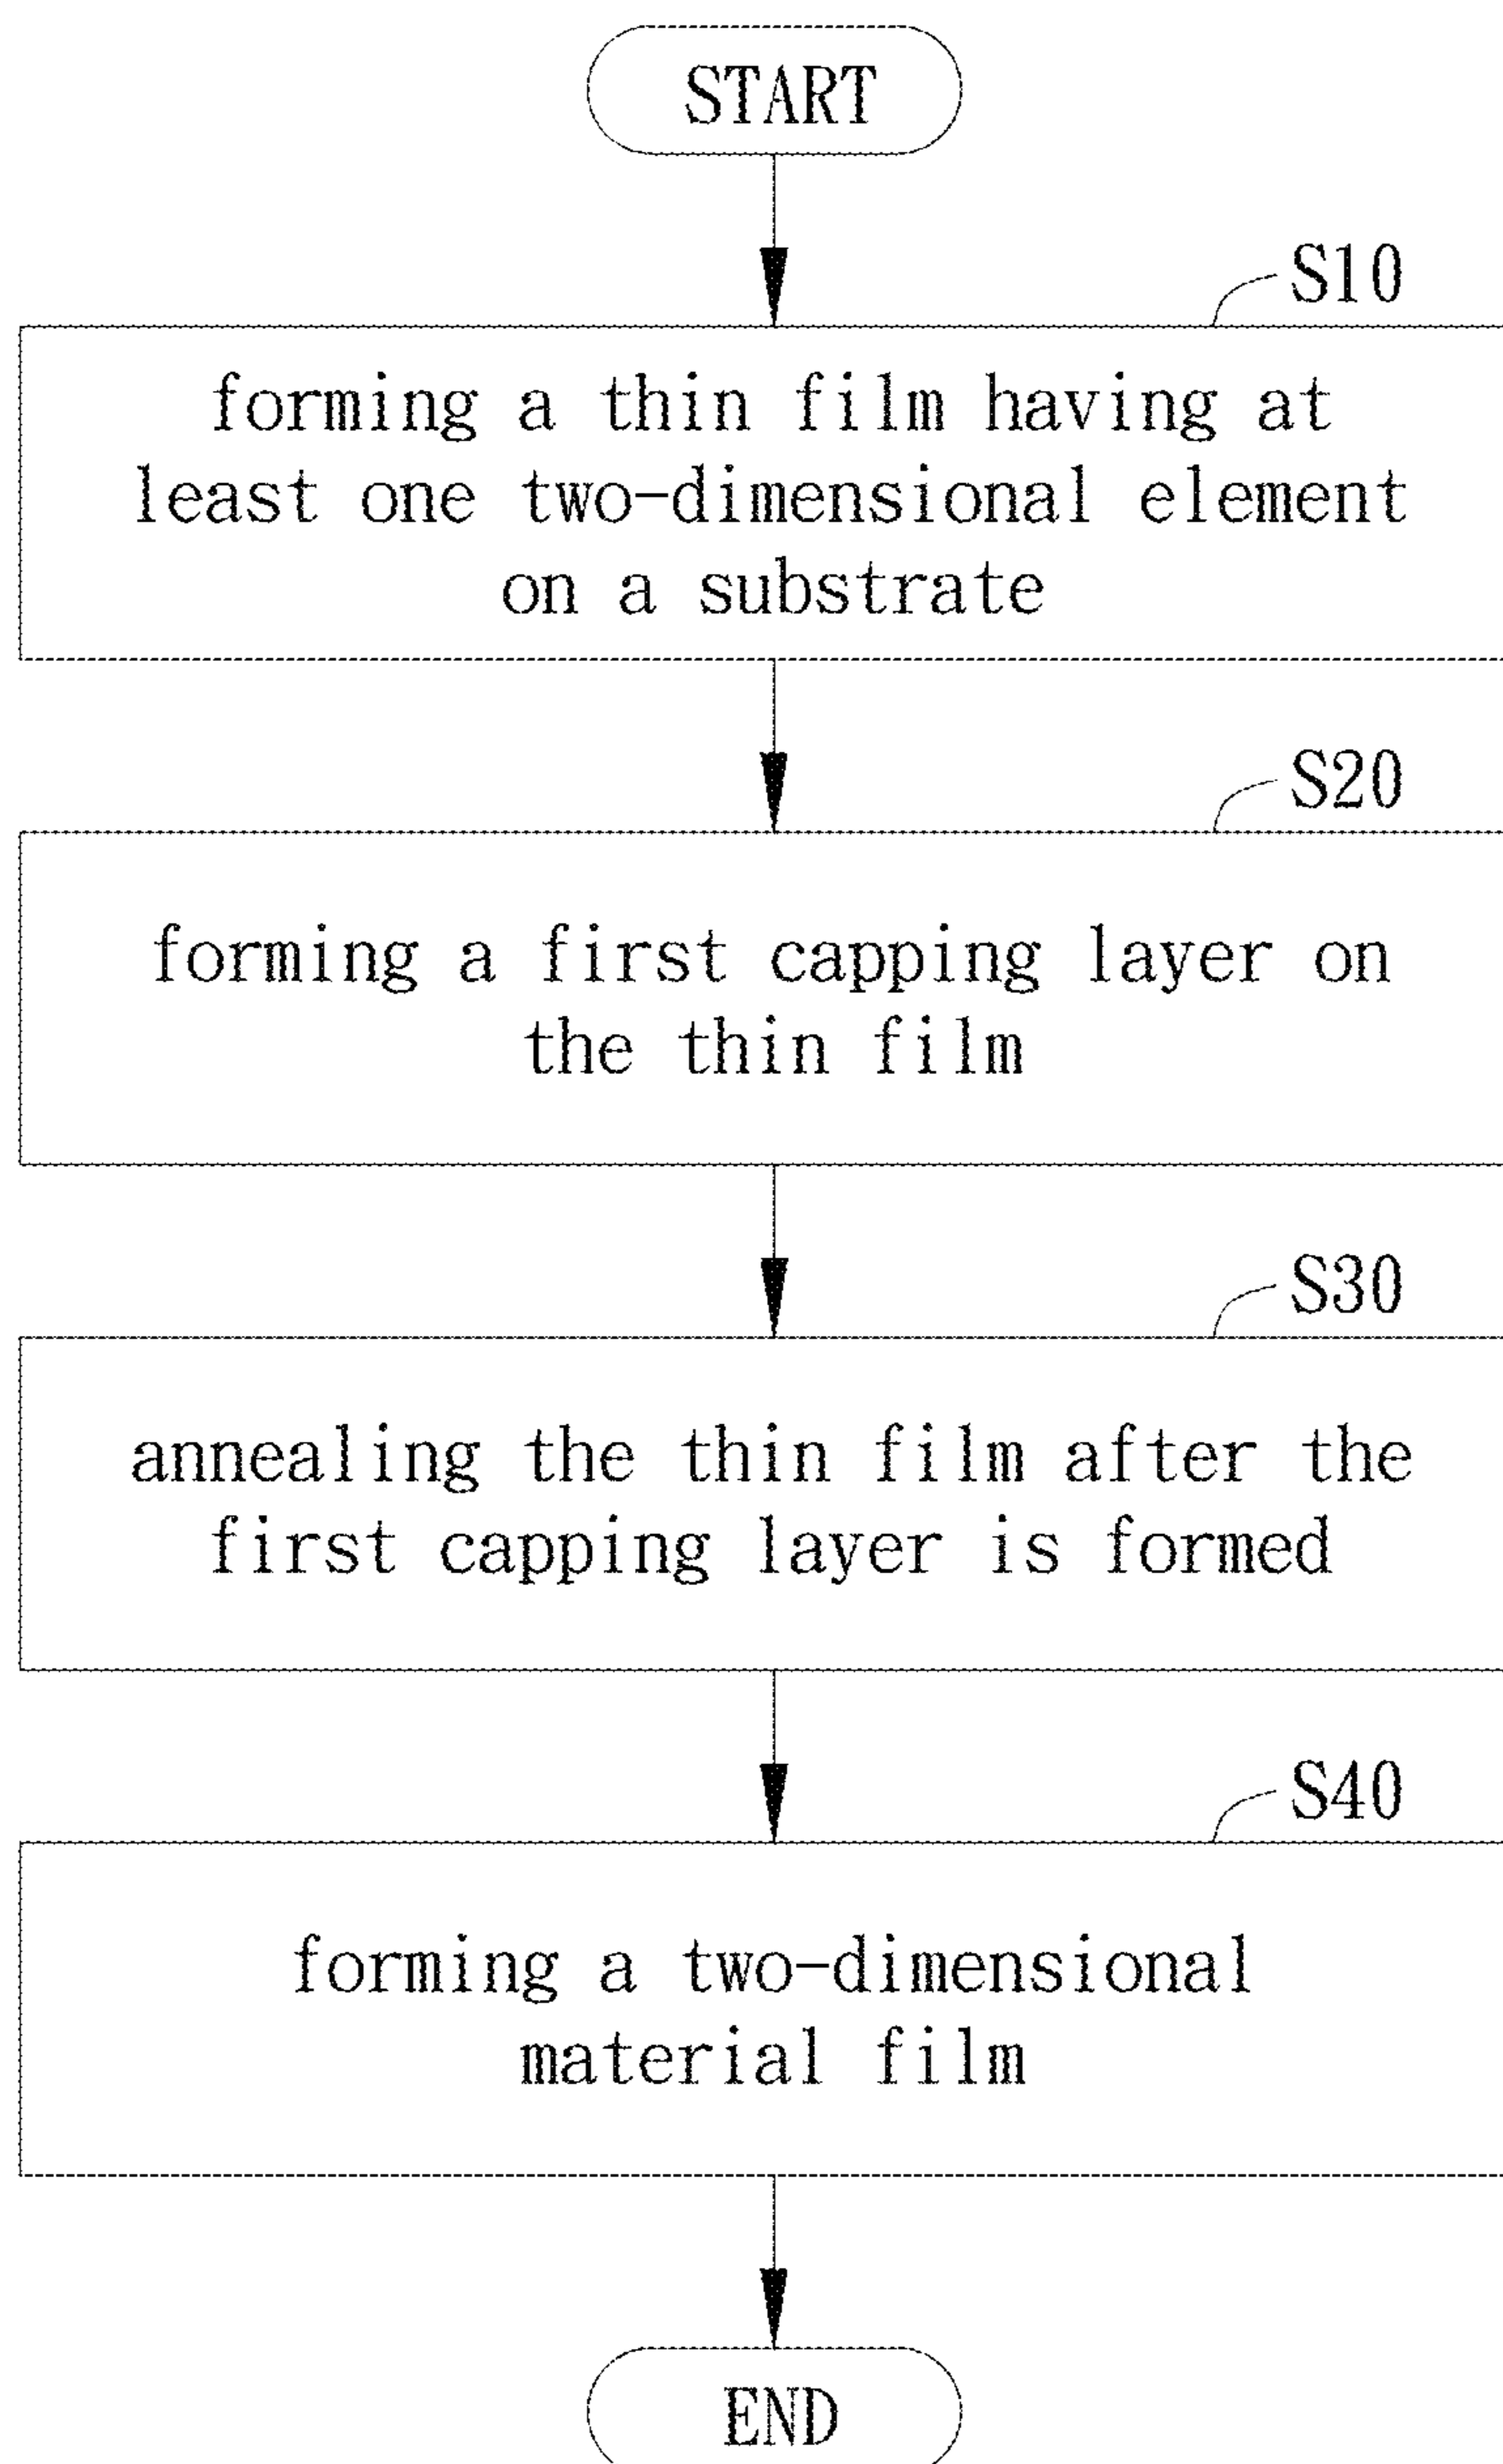 START
S10
forming a thin film having at
least one two-dimensional element
on a substrate
S20
forming a first capping layer on
the thin film
S30
annealing the thin film after the
first capping layer is formed
S40
forming a two-dimensional
material film
END